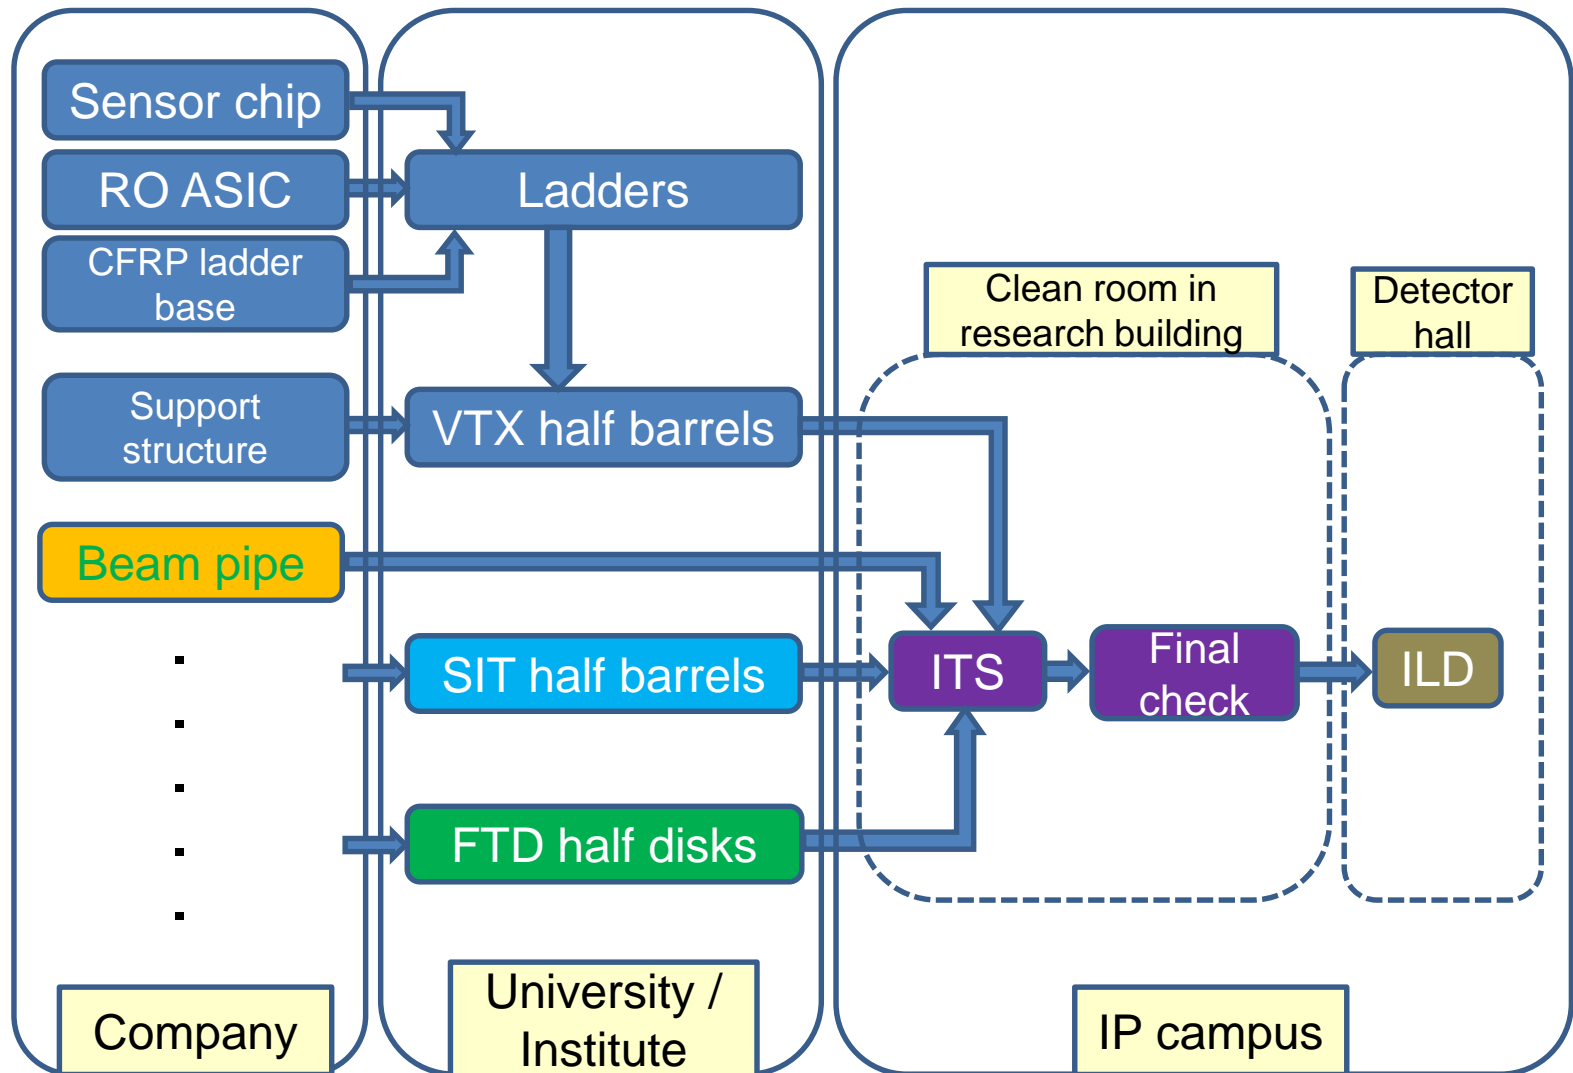 Sensor chip
RO ASIC
CFRP ladder
base
Support
structure
Beam pipe
Company
Ladders
VTX half barrels
SIT half barrels
FTD half disks
University /
Institute
Clean room in
research building
ITS
Final
check
Detector
hall
ILD
IP campus